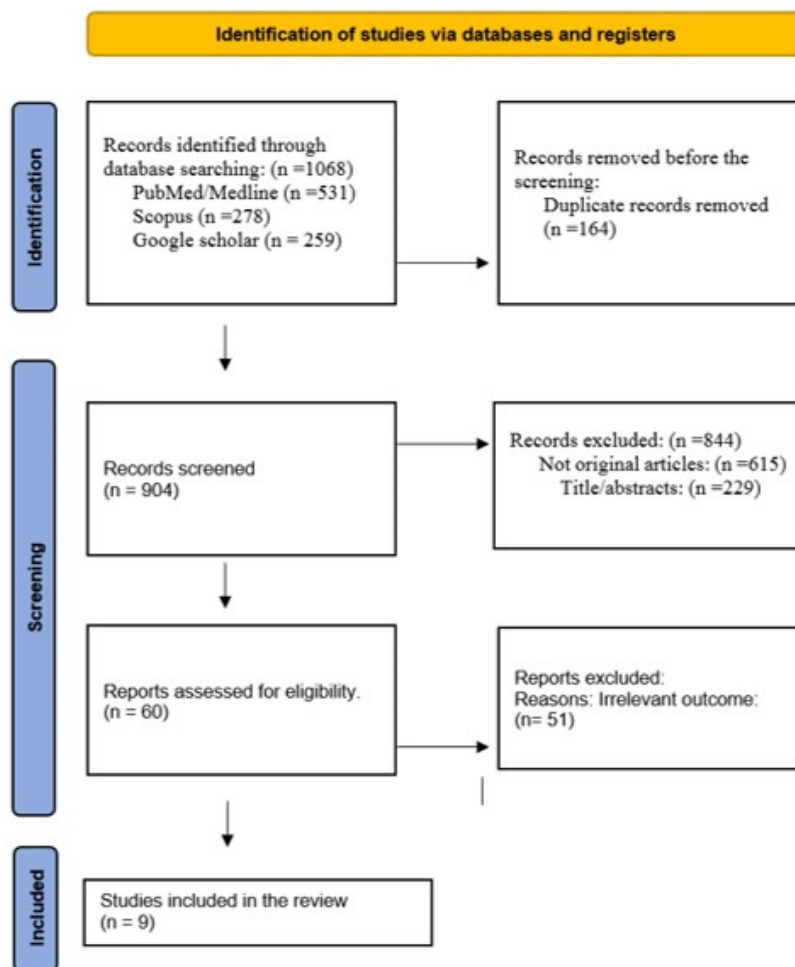 Identification of studies via databases and registers
Identification
Records identified through
database searching: (n =1068)
PubMed/Medline (n =531)
Scopus (n =278)
Google scholar (n = 259)
Records removed before the
screening:
Duplicate records removed
(n =164)
Screening
Records screened
(n = 904)
Records excluded: (n =844)
Not original articles: (n =615)
Title/abstracts: (n =229)
Reports assessed for eligibility.
(n = 60)
Reports excluded:
Reasons: Irrelevant outcome:
(n= 51)
Included
Studies included in the review
(n = 9)